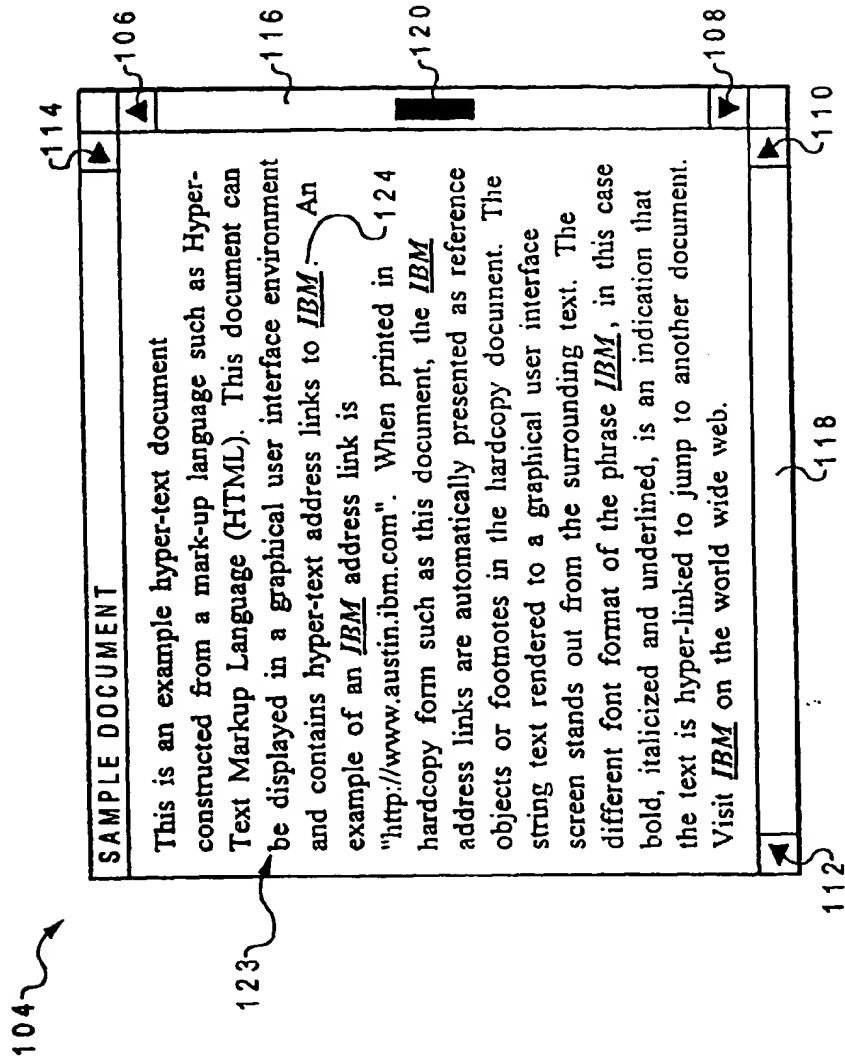 104
SAMPLE DOCUMENT
114
106
This is an example hyper-text document
constructed from a mark-up language such as Hyper-
Text Markup Language (HTML). This document can
be displayed in a graphical user interface environment
and contains hyper-text address links to IBM. An
example of an IBM address link is
"http://www.austin.ibm.com". When printed in
hardcopy form such as this document, the IBM
address links are automatically presented as reference
objects or footnotes in the hardcopy document. The
string text rendered to a graphical user interface
screen stands out from the surrounding text. The
different font format of the phrase IBM, in this case
bold, italicized and underlined, is an indication that
the text is hyper-linked to jump to another document.
Visit IBM on the world wide web.
123
124
116
120
108
110
118
112